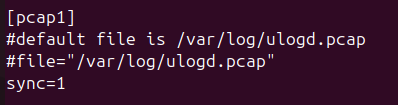 [pcap1]
#default file is /var/log/ulogd.pcap
#file="/var/log/ulogd.pcap"
sync=1